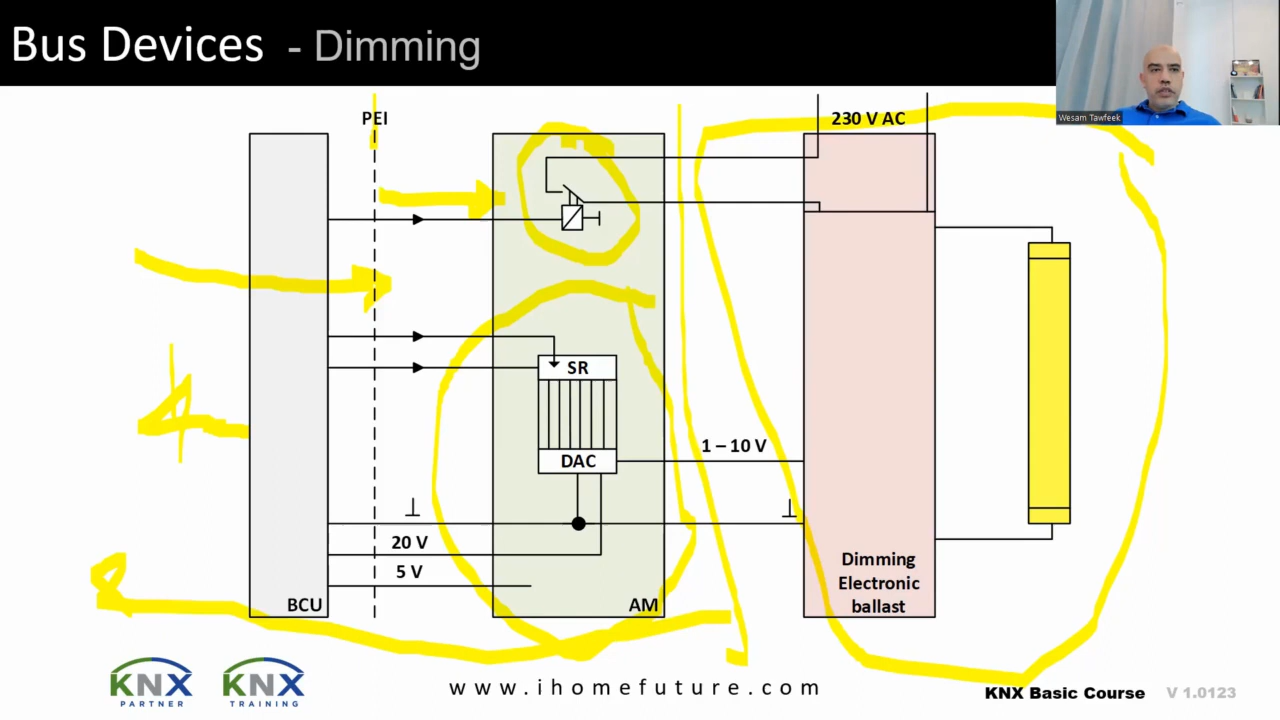 Bus Devices - Dimming
Wesam Tawfeek
PEI
230 V AC
SR
DAC
1 – 10 V
20 V
5 V
BCU
AM
Dimming
Electronic
ballast
KNX
PARTNER
KNX
TRAINING
www.ihomefuture.com
KNX Basic Course V 1.0123